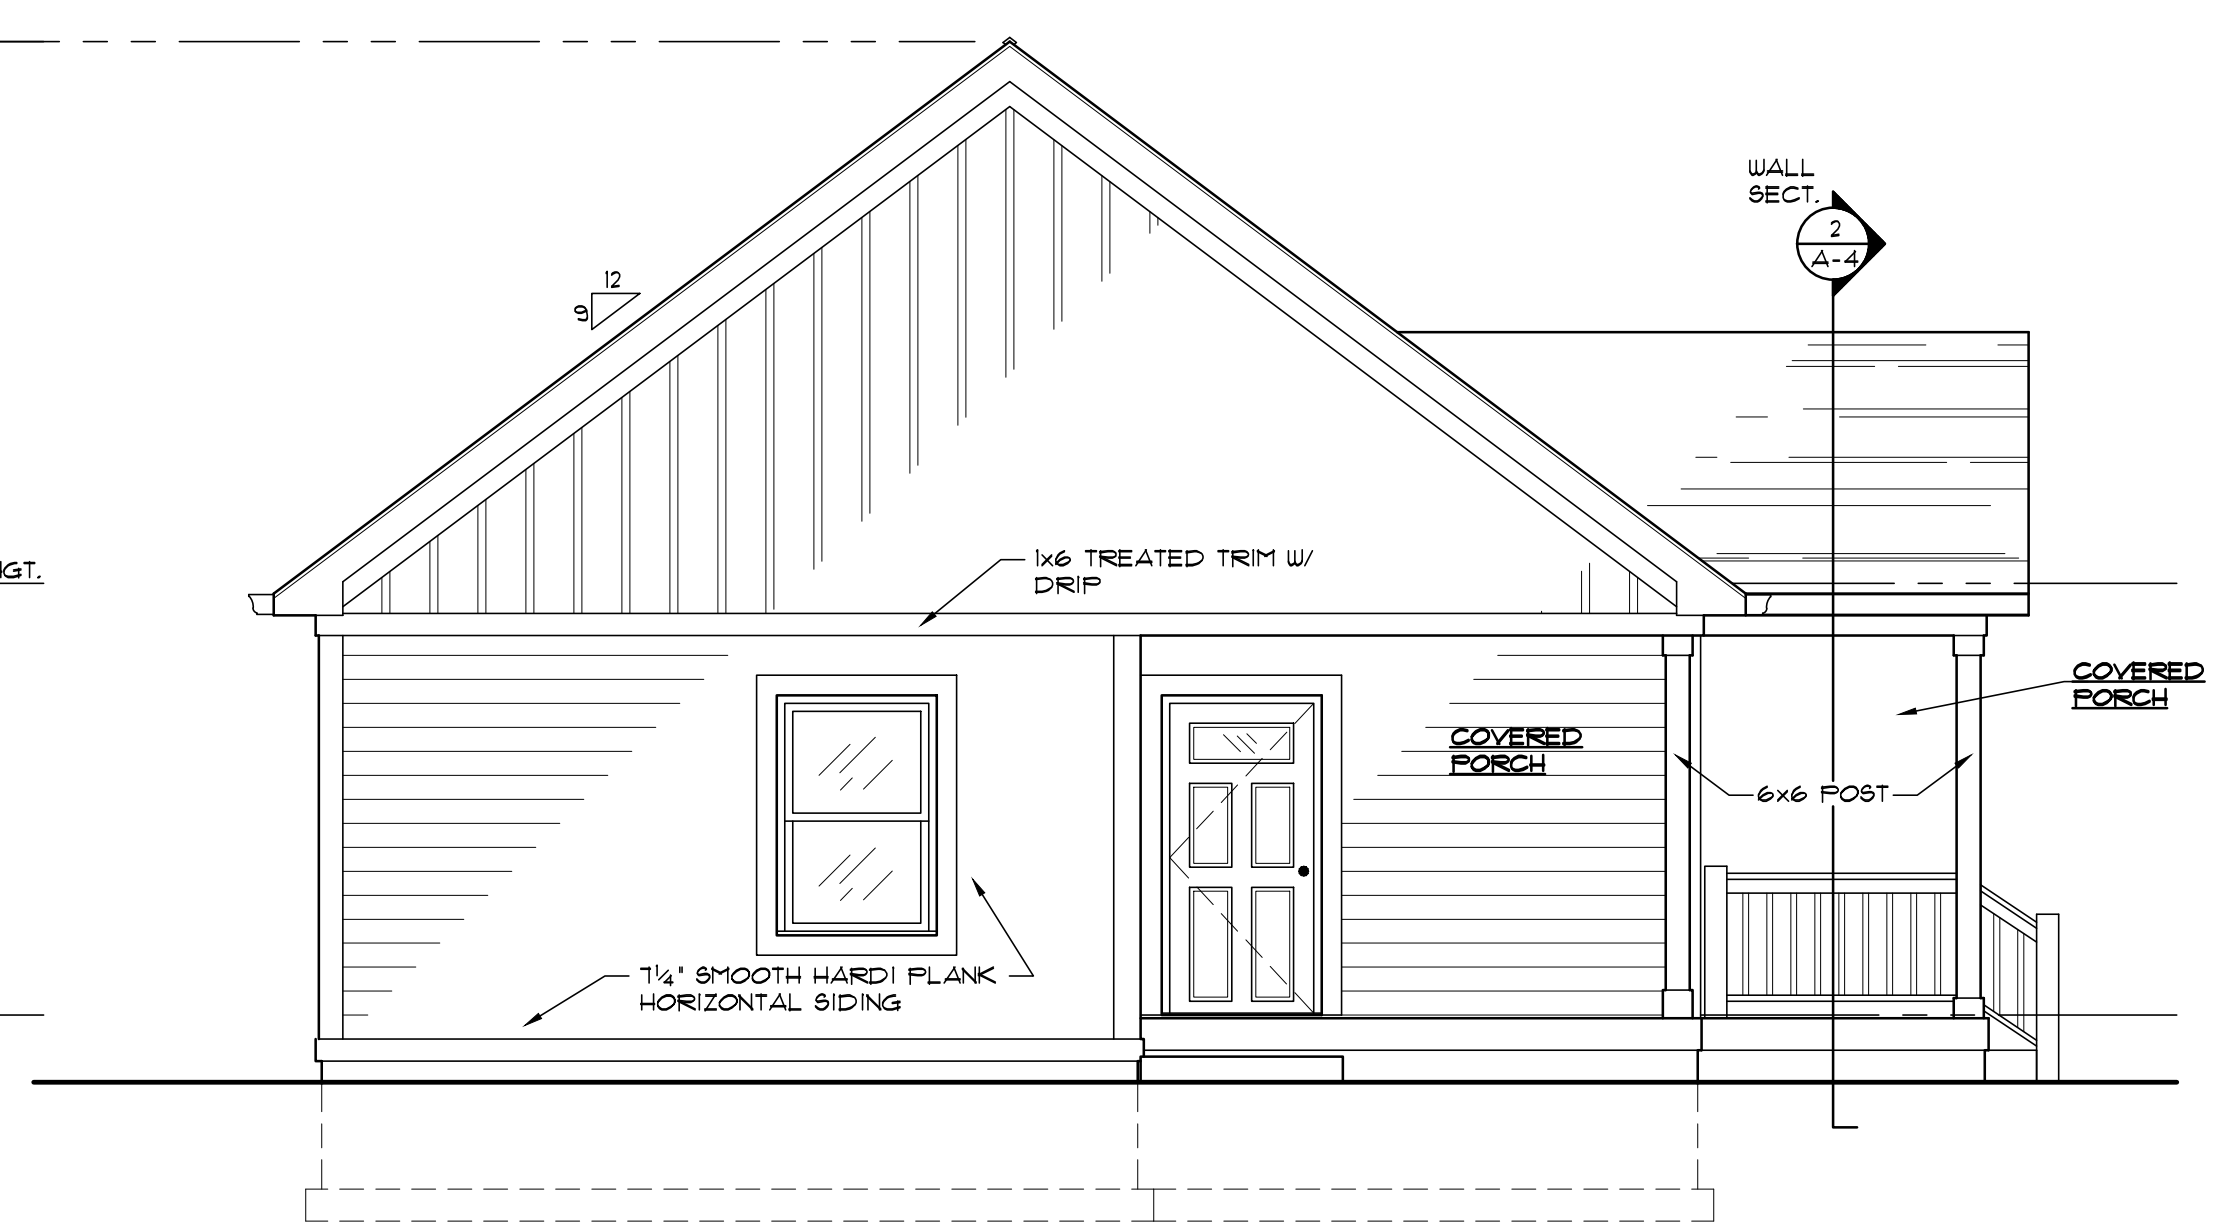 WALL
SECT.
2
A-4
12
9
GT.
1x6 TREATED TRIM W/
DRIP
COVERED
PORCH
COVERED
PORCH
6x6 POST
7¼" SMOOTH HARDI PLANK
HORIZONTAL SIDING